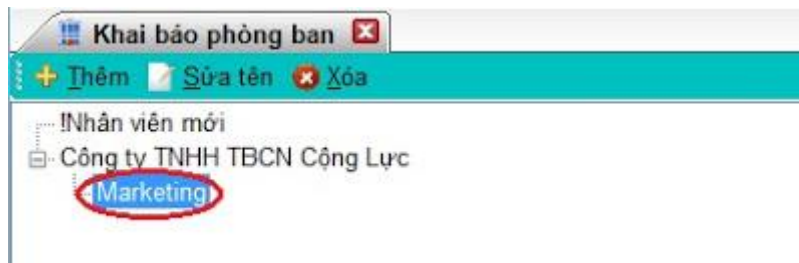 Khai báo phòng ban
Thêm Sửa tên Xóa
!Nhân viên mới
Công ty TNHH TBCN Cộng Lực
Marketing